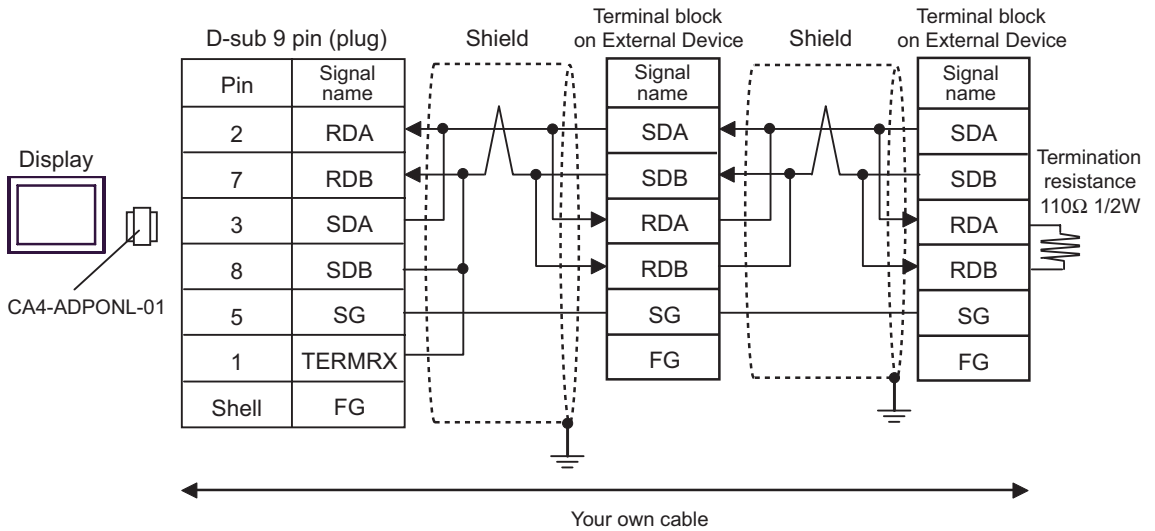 D-sub 9 pin (plug)
Shield
Terminal block
on External Device
Shield
Terminal block
on External Device
Pin
Signal
name
Signal
name
Signal
name
2
RDA
SDA
SDA
Display
7
RDB
SDB
SDB
Termination
resistance
110Ω 1/2W
3
SDA
RDA
RDA
8
SDB
RDB
RDB
CA4-ADPONL-01
5
SG
SG
SG
1
TERMRX
FG
FG
Shell
FG
Your own cable